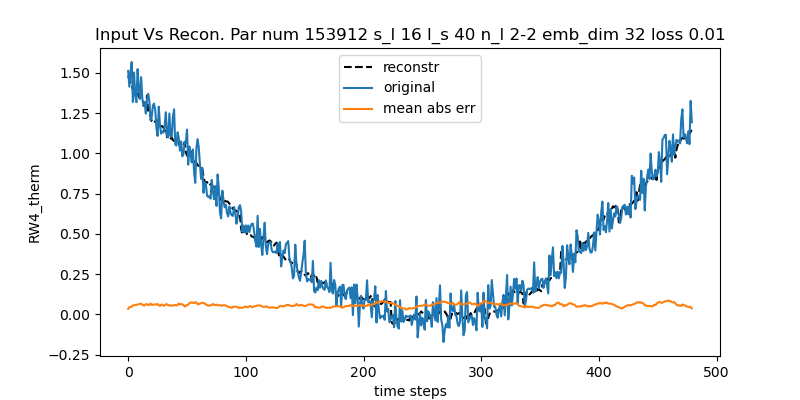 Input Vs Recon. Par num 153912 s_l 16 l_s 40 n_l 2-2 emb_dim 32 loss 0.01
reconstr
original
mean abs err
1.50
1.25
1.00
0.75
0.50
0.25
0.00
−0.25
RW4_therm
0 100 200 300 400 500
time steps